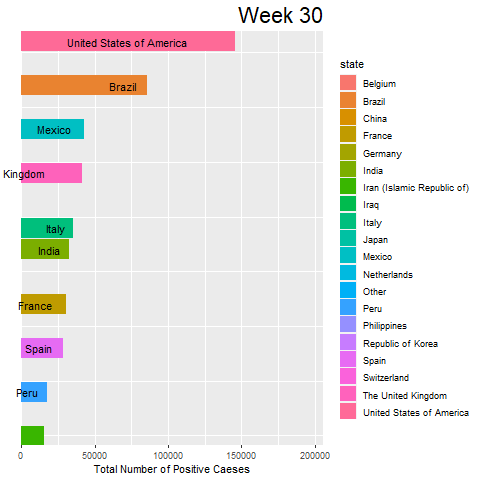 Week 30
United States of America
Brazil
Mexico
Kingdom
Italy
India
France
Spain
Peru
0 50000 100000 150000 200000
Total Number of Positive Caeses
state
Belgium
Brazil
China
France
Germany
India
Iran (Islamic Republic of)
Iraq
Italy
Japan
Mexico
Netherlands
Other
Peru
Philippines
Republic of Korea
Spain
Switzerland
The United Kingdom
United States of America